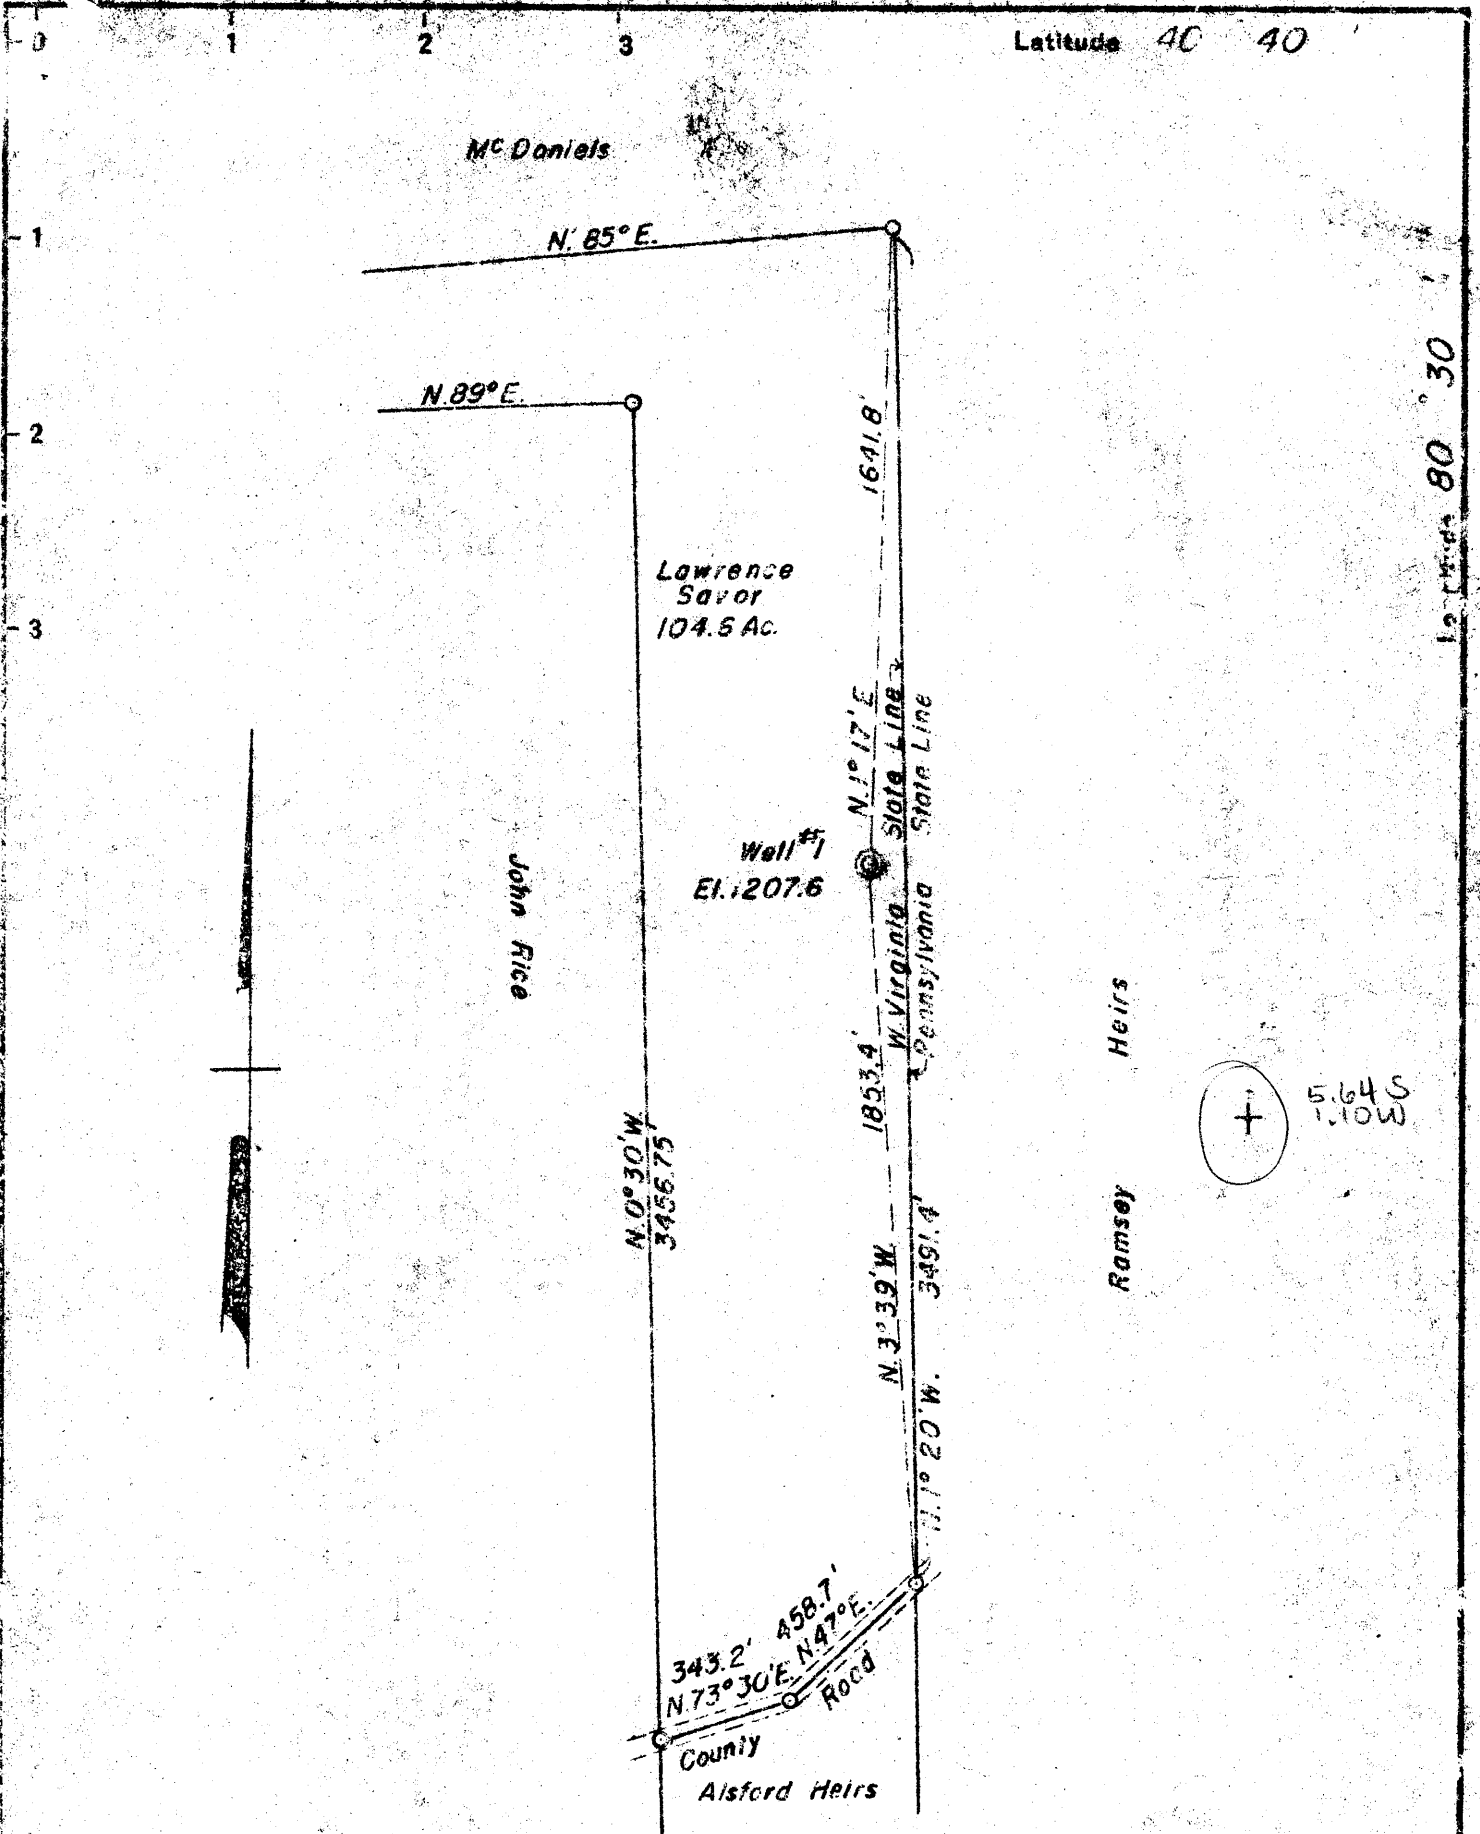 0 1 2 3
Latitude 40 40 '
McDaniels
1
N. 85° E.
N. 89° E.
2
3
1641.8'
80 ° 30 '
Lawrence
Savor
104.6 Ac.
N. 1° 17' E
State Line
State Line
Well #1
El. 1207.6
John Rice
W. Virginia
Pennsylvania
1853.4'
Ramsey Heirs
5.64 S
1.10 W
N. 0° 30' W.
3456.75'
N. 3° 39' W.
3491.4'
N. 1° 20' W.
458.7'
N. 47° E.
343.2'
N. 73° 30' E.
County Road
Alsford Heirs